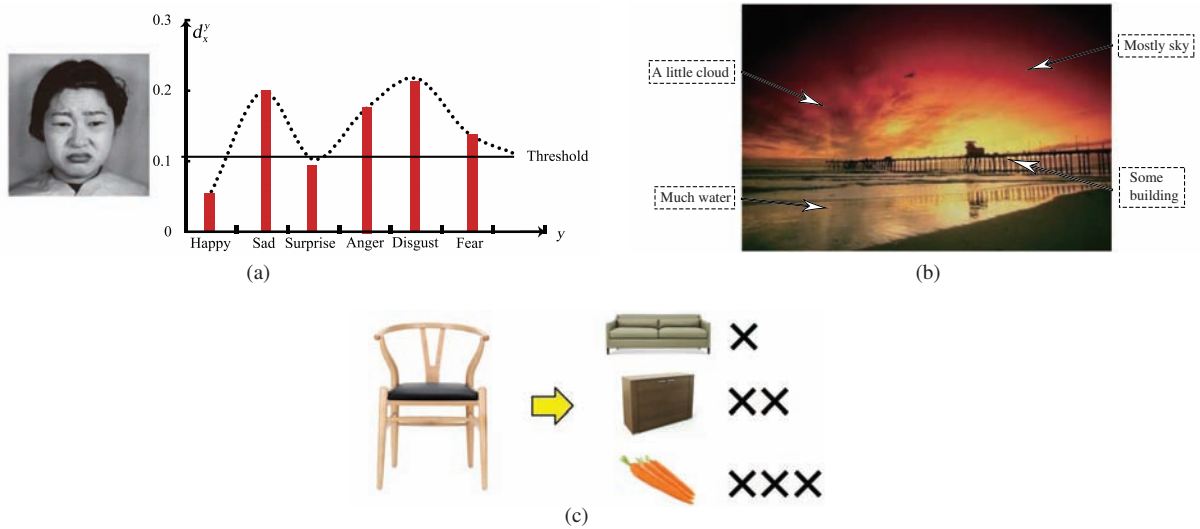 0.3
d_x^y
0.2
0.1
0
Threshold
Happy Sad Surprise Anger Disgust Fear
y
(a)
A little cloud
Mostly sky
Much water
Some
building
(b)
(c)